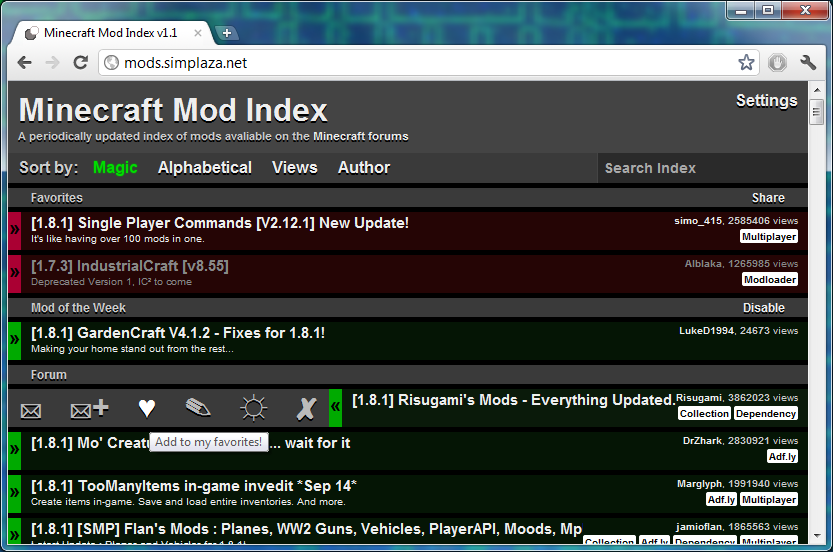 Minecraft Mod Index v1.1
mods.simplaza.net
Minecraft Mod Index
Settings
A periodically updated index of mods avaliable on the Minecraft forums
Sort by: Magic Alphabetical Views Author
Search Index
Favorites Share
» [1.8.1] Single Player Commands [V2.12.1] New Update! simo_415, 2585406 views
It's like having over 100 mods in one. Multiplayer
» [1.7.3] IndustrialCraft [v8.55] Alblaka, 1265985 views
Deprecated Version 1, IC² to come Modloader
Mod of the Week Disable
» [1.8.1] GardenCraft V4.1.2 - Fixes for 1.8.1! LukeD1994, 24673 views
Making your home stand out from the rest...
Forum
« [1.8.1] Risugami's Mods - Everything Updated. Risugami, 3862023 views
Collection Dependency
Add to my favorites!
» [1.8.1] Mo' Creatu ... wait for it DrZhark, 2830921 views
Adf.ly
» [1.8.1] TooManyItems in-game invedit *Sep 14* Marglyph, 1991940 views
Create items in-game. Save and load entire inventories. And more. Adf.ly Multiplayer
» [1.8.1] [SMP] Flan's Mods : Planes, WW2 Guns, Vehicles, PlayerAPI, Moods, Mp jamioflan, 1865563 views
Latest Update : Planes and Vehicles for 1.8.1! Collection Adf.ly Dependency Multiplayer